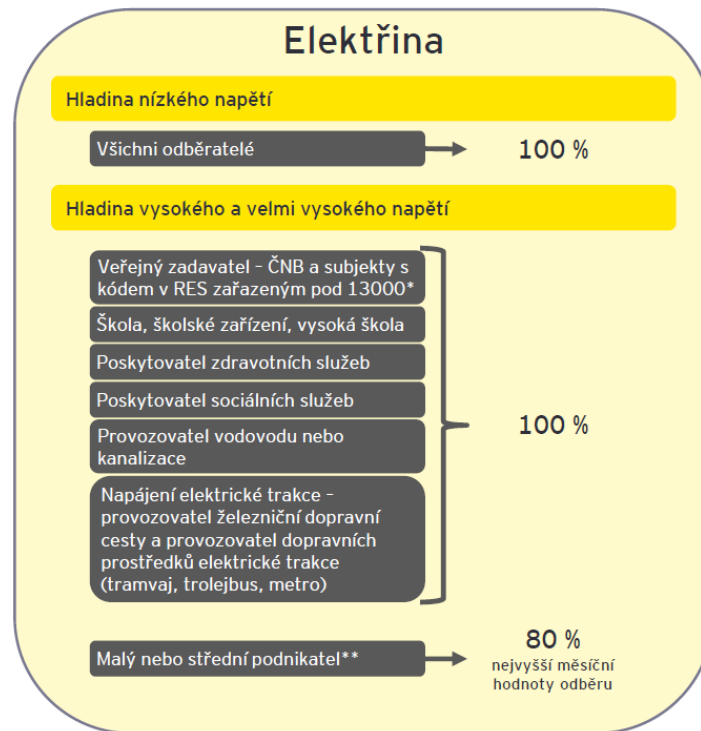 Elektřina
Hladina nízkého napětí
Všichni odběratelé
100 %
Hladina vysokého a velmi vysokého napětí
Veřejný zadavatel – ČNB a subjekty s
kódem v RES zařazeným pod 13000*
Škola, školské zařízení, vysoká škola
Poskytovatel zdravotních služeb
Poskytovatel sociálních služeb
Provozovatel vodovodu nebo
kanalizace
Napájení elektrické trakce –
provozovatel železniční dopravní
cesty a provozovatel dopravních
prostředků elektrické trakce
(tramvaj, trolejbus, metro)
100 %
Malý nebo střední podnikatel**
80 %
nejvyšší měsíční
hodnoty odběru